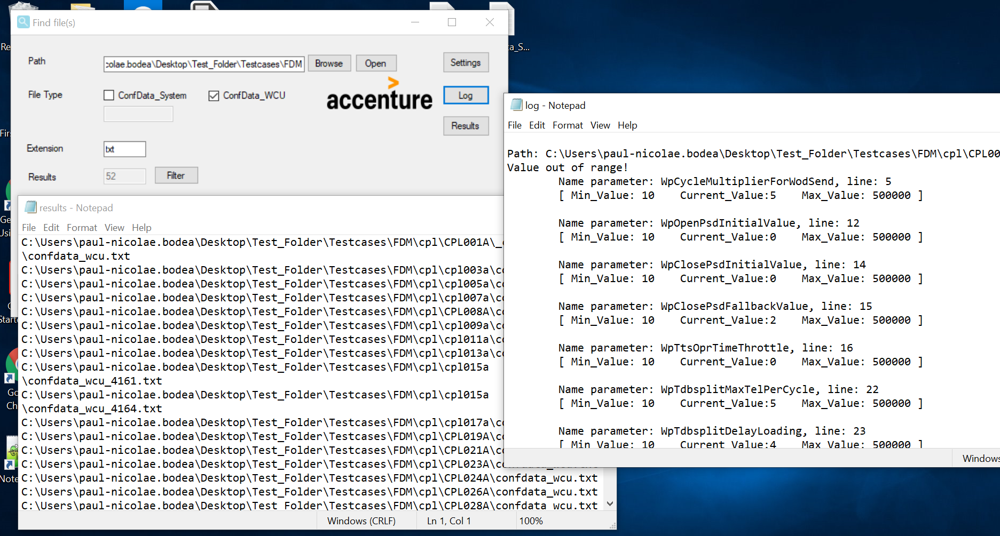 Find file(s)
Path
:olae.bodea\Desktop\Test_Folder\Testcases\FDM
Browse
Open
Settings
File Type
ConfData_System
ConfData_WCU
accenture
>
Log
Results
Extension
txt
Results
52
Filter
results - Notepad
File Edit Format View Help
C:\Users\paul-nicolae.bodea\Desktop\Test_Folder\Testcases\FDM\cpl\CPL001A\_
\confdata_wcu.txt
C:\Users\paul-nicolae.bodea\Desktop\Test_Folder\Testcases\FDM\cpl\cpl003a\c
C:\Users\paul-nicolae.bodea\Desktop\Test_Folder\Testcases\FDM\cpl\cpl005a\c
C:\Users\paul-nicolae.bodea\Desktop\Test_Folder\Testcases\FDM\cpl\cpl007a\c
C:\Users\paul-nicolae.bodea\Desktop\Test_Folder\Testcases\FDM\cpl\CPL008A\c
C:\Users\paul-nicolae.bodea\Desktop\Test_Folder\Testcases\FDM\cpl\cpl009a\c
C:\Users\paul-nicolae.bodea\Desktop\Test_Folder\Testcases\FDM\cpl\cpl011a\c
C:\Users\paul-nicolae.bodea\Desktop\Test_Folder\Testcases\FDM\cpl\cpl013a\c
C:\Users\paul-nicolae.bodea\Desktop\Test_Folder\Testcases\FDM\cpl\cpl015a
\confdata_wcu_4161.txt
C:\Users\paul-nicolae.bodea\Desktop\Test_Folder\Testcases\FDM\cpl\cpl015a
\confdata_wcu_4164.txt
C:\Users\paul-nicolae.bodea\Desktop\Test_Folder\Testcases\FDM\cpl\cpl017a\c
C:\Users\paul-nicolae.bodea\Desktop\Test_Folder\Testcases\FDM\cpl\CPL019A\c
C:\Users\paul-nicolae.bodea\Desktop\Test_Folder\Testcases\FDM\cpl\CPL021A\c
C:\Users\paul-nicolae.bodea\Desktop\Test_Folder\Testcases\FDM\cpl\CPL023A\confdata_wcu.txt
C:\Users\paul-nicolae.bodea\Desktop\Test_Folder\Testcases\FDM\cpl\CPL024A\confdata_wcu.txt
C:\Users\paul-nicolae.bodea\Desktop\Test_Folder\Testcases\FDM\cpl\CPL026A\confdata_wcu.txt
C:\Users\paul-nicolae.bodea\Desktop\Test_Folder\Testcases\FDM\cpl\CPL028A\confdata_wcu.txt
Windows (CRLF) Ln 1, Col 1 100%
log - Notepad
File Edit Format View Help
Path: C:\Users\paul-nicolae.bodea\Desktop\Test_Folder\Testcases\FDM\cpl\CPL00
Value out of range!
Name parameter: WpCycleMultiplierForWodSend, line: 5
[ Min_Value: 10 Current_Value:5 Max_Value: 500000 ]
Name parameter: WpOpenPsdInitialValue, line: 12
[ Min_Value: 10 Current_Value:0 Max_Value: 500000 ]
Name parameter: WpClosePsdInitialValue, line: 14
[ Min_Value: 10 Current_Value:0 Max_Value: 500000 ]
Name parameter: WpClosePsdFallbackValue, line: 15
[ Min_Value: 10 Current_Value:2 Max_Value: 500000 ]
Name parameter: WpTtsOprTimeThrottle, line: 16
[ Min_Value: 10 Current_Value:0 Max_Value: 500000 ]
Name parameter: WpTdbsplitMaxTelPerCycle, line: 22
[ Min_Value: 10 Current_Value:5 Max_Value: 500000 ]
Name parameter: WpTdbsplitDelayLoading, line: 23
[ Min_Value: 10 Current_Value:4 Max_Value: 500000 ]
Windows
Re
ta_S...
Fir
Ge
Usi
Start
Go
Ch
Note